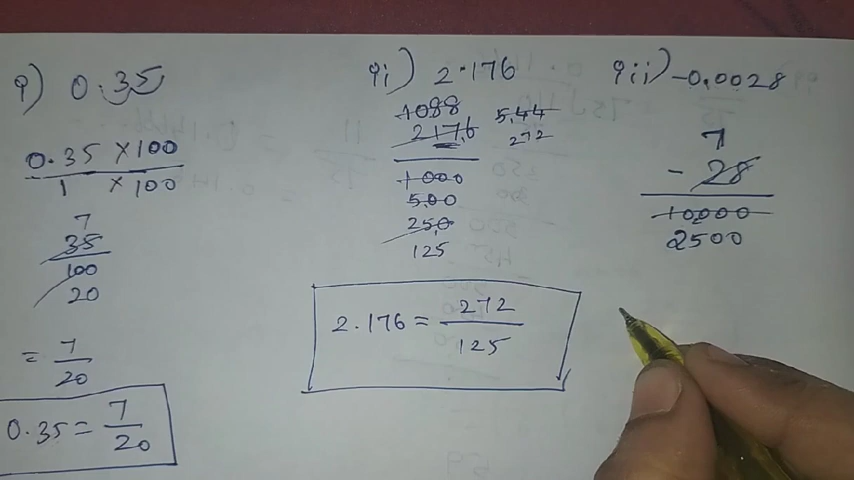 i) 0.35
0.35 × 100
1 × 100
7
35
100
20
= 7
20
0.35 = 7
20
ii) 2.176
1088 5.44
2176 272
1000
500
250
125
2.176 = 272
125
iii) -0.0028
7
- 28
10000
2500